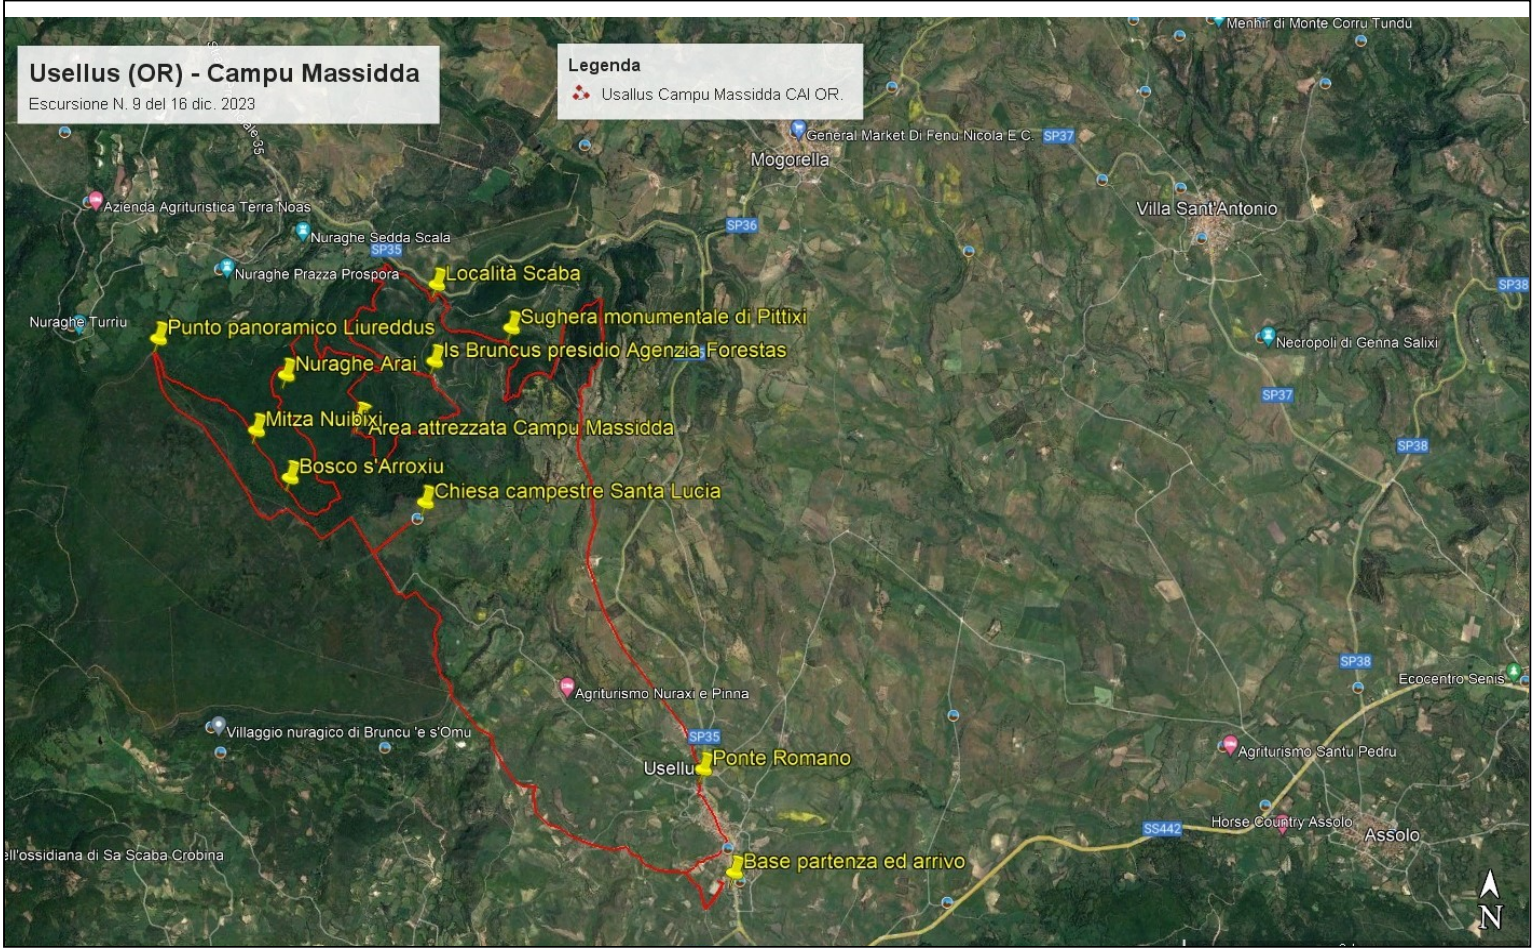 Menhir di Monte Corru Tundu
Usellus (OR) - Campu Massidda
Escursione N. 9 del 16 dic. 2023
Legenda
Usallus Campu Massidda CAI OR.
General Market Di Fenu Nicola E C.
SP37
Mogorella
Azienda Agrituristica Terra Noas
Villa Sant'Antonio
SP36
Nuraghe Sedda Scala
SP35
Nuraghe Prazza Prospora
Località Scaba
SP38
Nuraghe Turriu
Punto panoramico Liureddus
Sughera monumentale di Pittixi
Necropoli di Genna Salixi
Is Bruncus presidio Agenzia Forestas
Nuraghe Arai
SP37
Mitza Nuibixi
Area attrezzata Campu Massidda
SP38
Bosco s'Arroxiu
Chiesa campestre Santa Lucia
SP38
Ecocentro Senis
Agriturismo Nuraxi e Pinna
Villaggio nuragico di Bruncu 'e s'Omu
SP35
Ponte Romano
Agriturismo Santu Pedru
Usellu
Horse Country Assolo
SS442
Assolo
ell'ossidiana di Sa Scaba Crobina
Base partenza ed arrivo
N